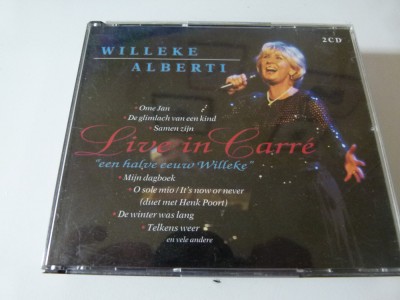 WILLEKE
ALBERTI
2CD
• Ome Jan
• De glimlach van een kind
• Samen zijn
Live in Carré
"een halve eeuw Willeke"
• Mijn dagboek
• O sole mio / It's now or never
(duet met Henk Poort)
• De winter was lang
• Telkens weer
en vele andere